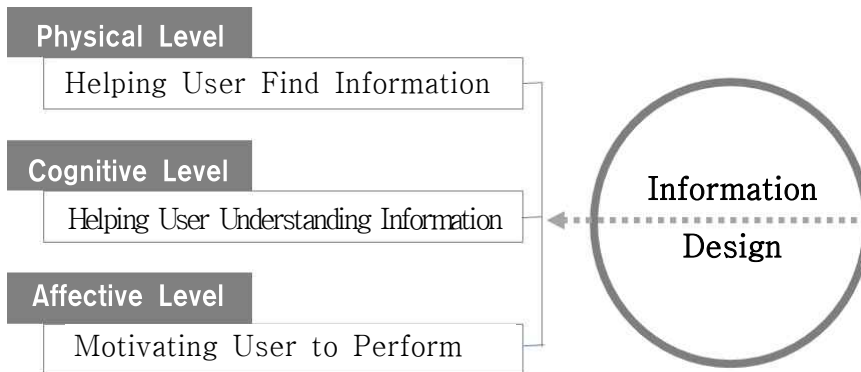 Physical Level
Helping User Find Information
Cognitive Level
Helping User Understanding Information
Affective Level
Motivating User to Perform
Information
Design